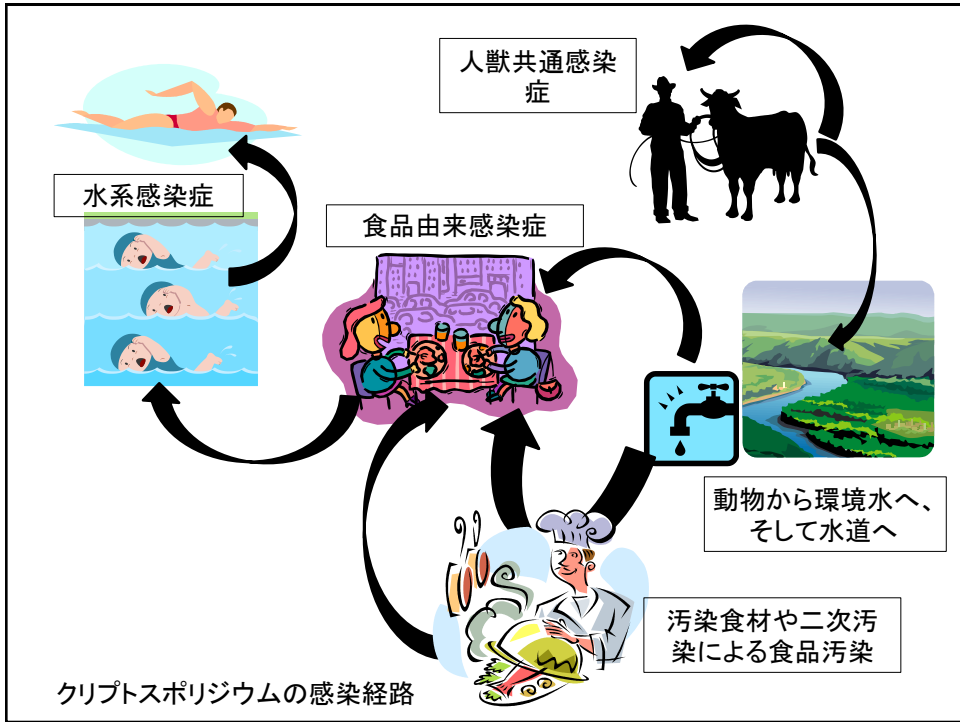 人獣共通感染
症
水系感染症
食品由来感染症
動物から環境水へ、
そして水道へ
汚染食材や二次汚
染による食品汚染
クリプトスポリジウムの感染経路